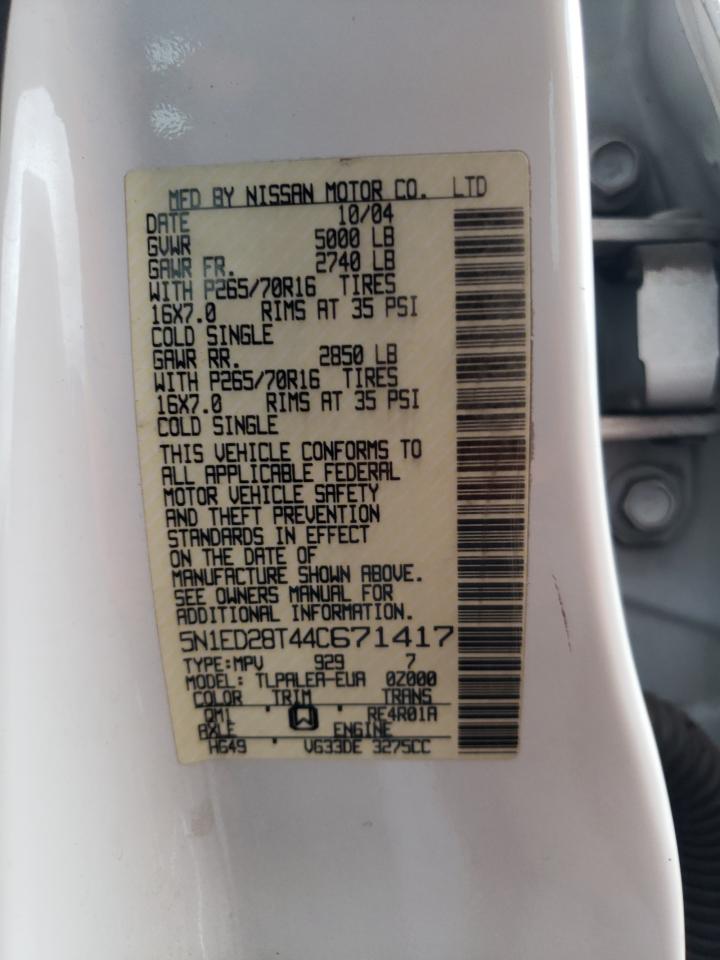 MFD BY NISSAN MOTOR CO. LTD
DATE 10/04
GVWR 5000 LB
GAWR FR. 2740 LB
WITH P265/70R16 TIRES
16X7.0 RIMS AT 35 PSI
COLD SINGLE
GAWR RR. 2850 LB
WITH P265/70R16 TIRES
16X7.0 RIMS AT 35 PSI
COLD SINGLE
THIS VEHICLE CONFORMS TO
ALL APPLICABLE FEDERAL
MOTOR VEHICLE SAFETY
AND THEFT PREVENTION
STANDARDS IN EFFECT
ON THE DATE OF
MANUFACTURE SHOWN ABOVE.
SEE OWNERS MANUAL FOR
ADDITIONAL INFORMATION.
5N1ED28T44C671417
TYPE:MPV 929 7
MODEL: TLPALEA-EUA 0Z000
COLOR TRIM TRANS
QM1 W RE4R01A
AXLE ENGINE
HG49 VG33DE 3275CC